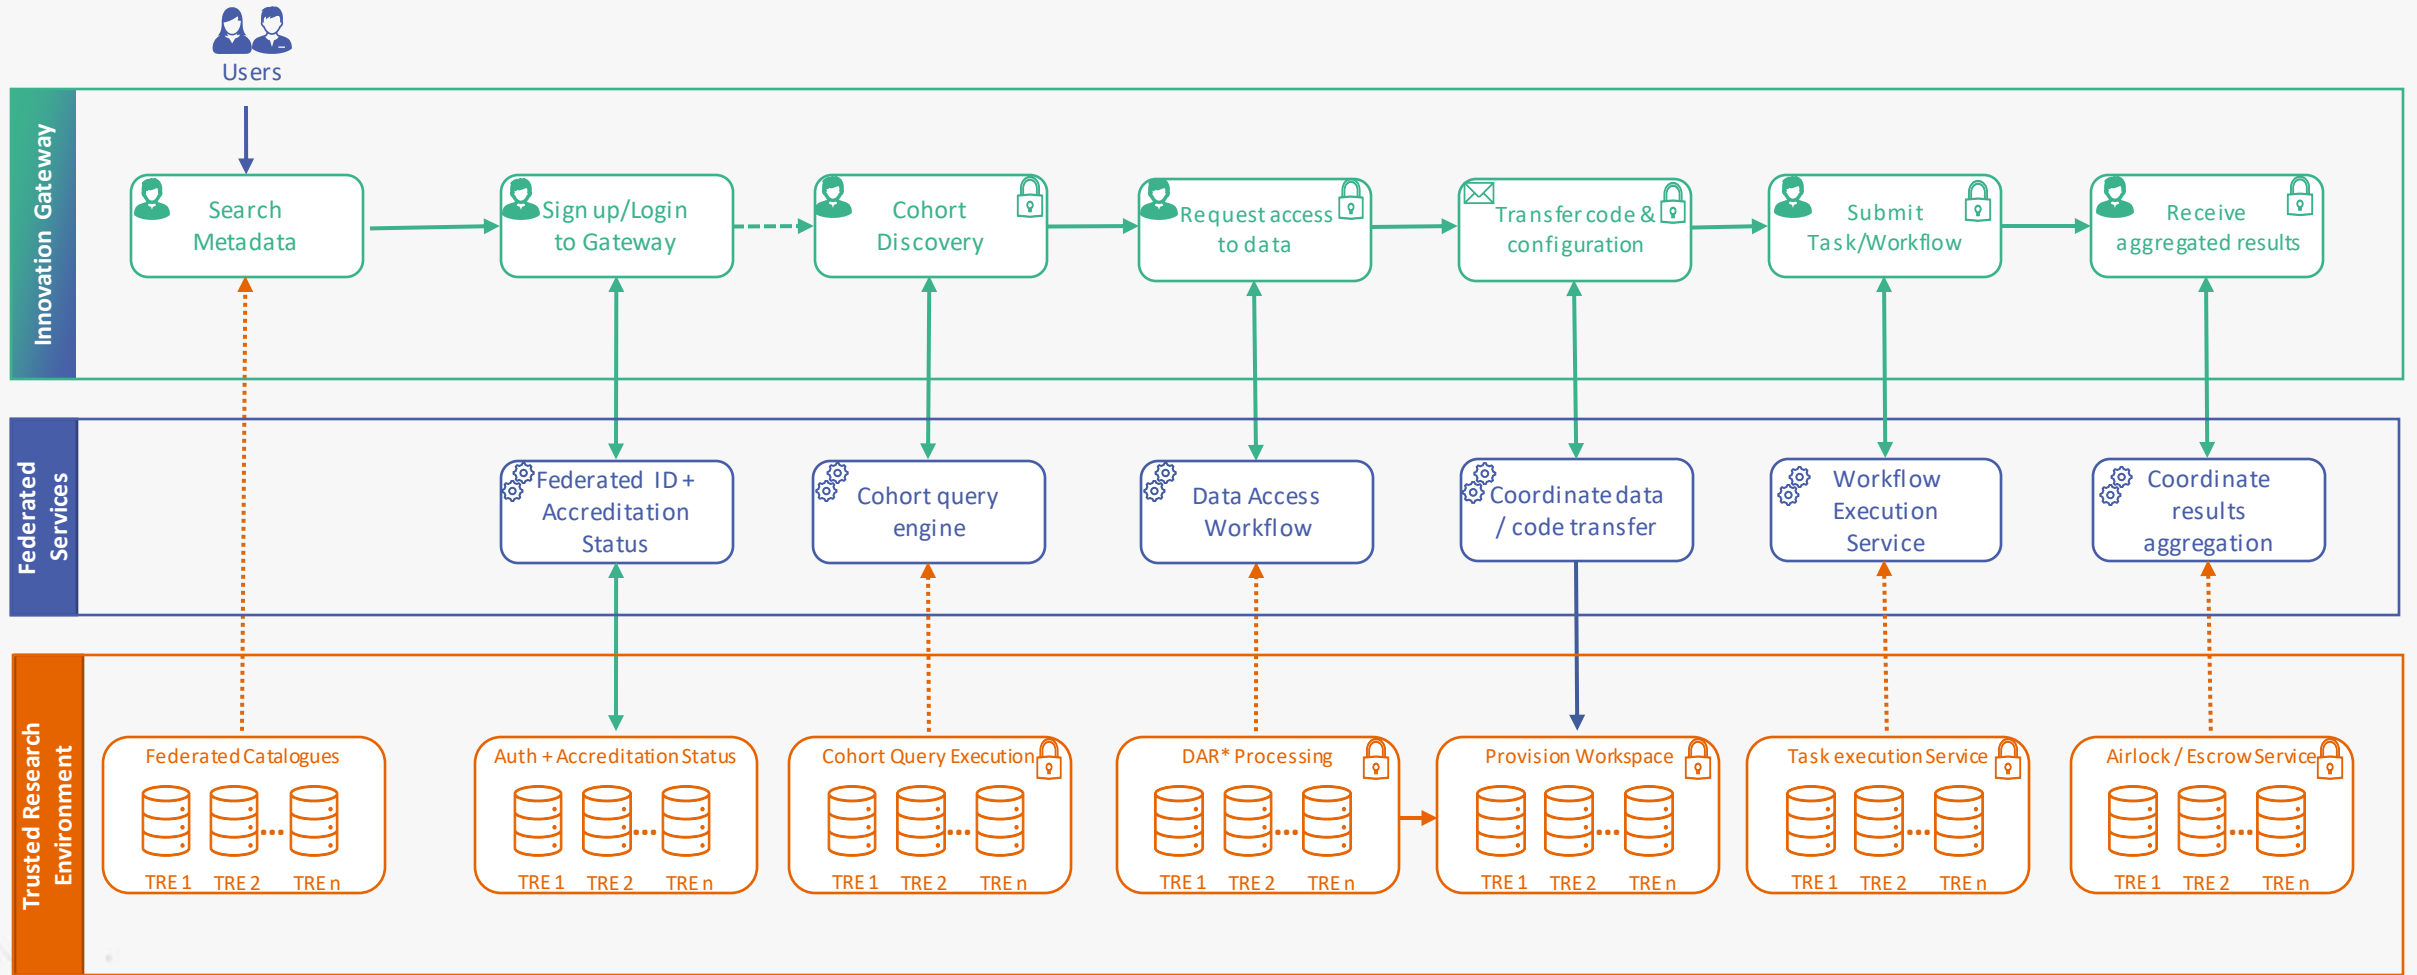 Users
Innovation Gateway
Search
Metadata
Sign up/Login
to Gateway
Cohort
Discovery
Request access
to data
Transfer code &
configuration
Submit
Task/Workflow
Receive
aggregated results
Federated
Services
Federated ID +
Accreditation
Status
Cohort query
engine
Data Access
Workflow
Coordinate data
/ code transfer
Workflow
Execution
Service
Coordinate
results
aggregation
Trusted Research
Environment
Federated Catalogues
TRE 1 TRE 2 TRE n
Auth + Accreditation Status
TRE 1 TRE 2 TRE n
Cohort Query Execution
TRE 1 TRE 2 TRE n
DAR* Processing
TRE 1 TRE 2 TRE n
Provision Workspace
TRE 1 TRE 2 TRE n
Task execution Service
TRE 1 TRE 2 TRE n
Airlock / Escrow Service
TRE 1 TRE 2 TRE n